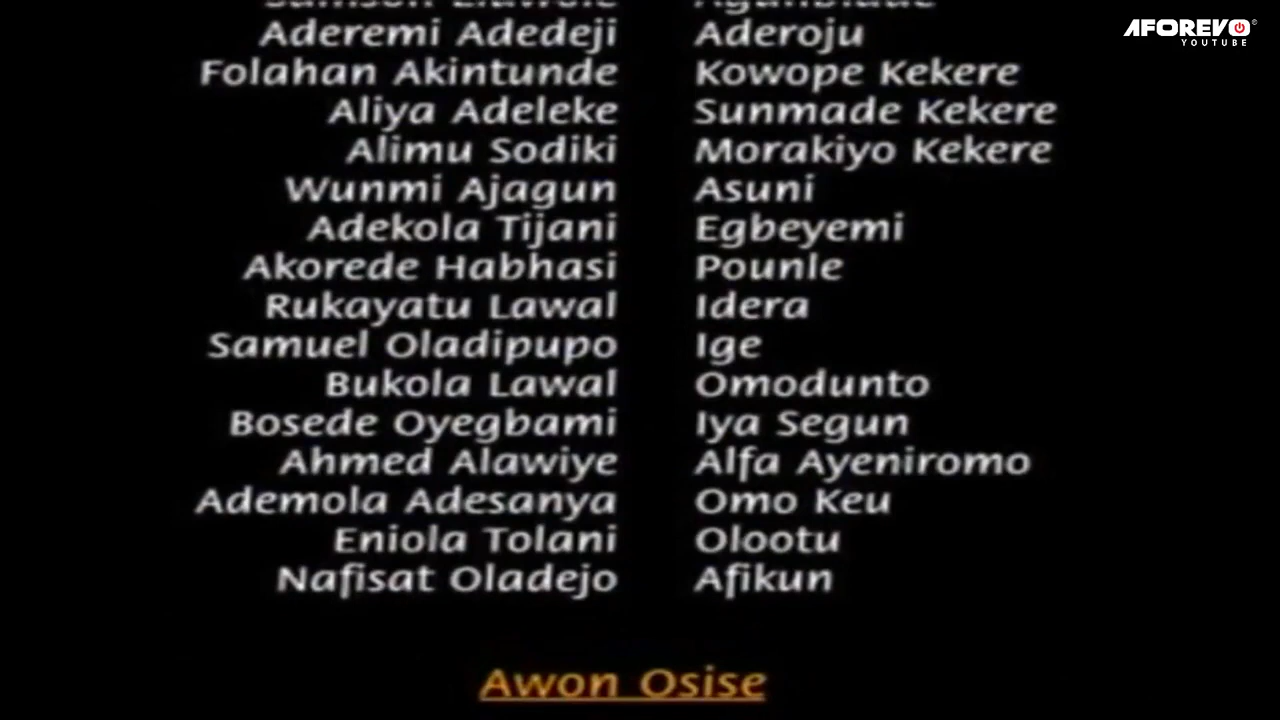 AFOREVO
YOUTUBE
Aderemi Adedeji Aderoju
Folahan Akintunde Kowope Kekere
Aliya Adeleke Sunmade Kekere
Alimu Sodiki Morakiyo Kekere
Wunmi Ajagun Asuni
Adekola Tijani Egbeyemi
Akorede Habhasi Pounle
Rukayatu Lawal Idera
Samuel Oladipupo Ige
Bukola Lawal Omodunto
Bosede Oyegbami Iya Segun
Ahmed Alawiye Alfa Ayeniromo
Ademola Adesanya Omo Keu
Eniola Tolani Olootu
Nafisat Oladejo Afikun
Awon Osise